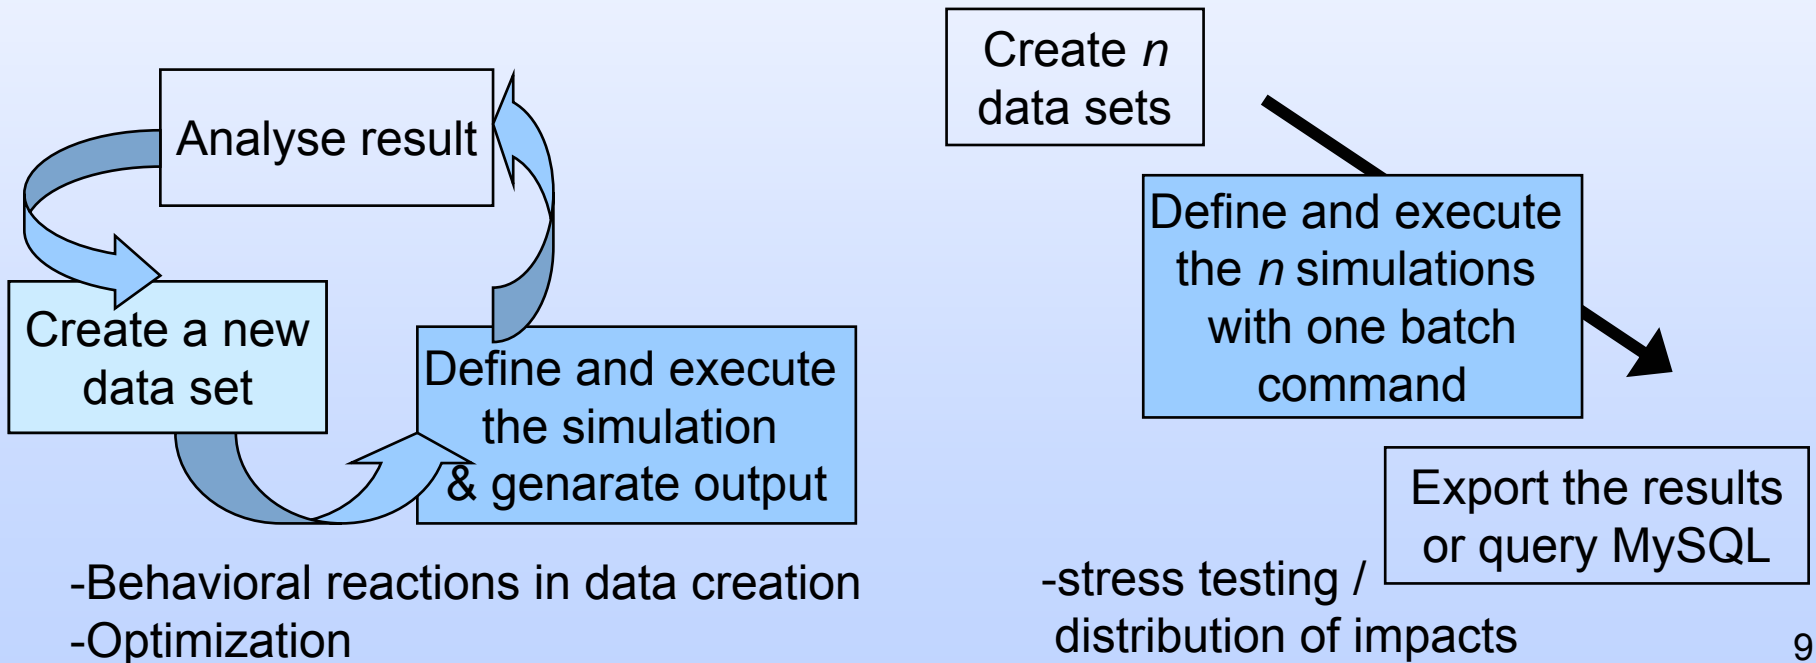 Analyse result
Create a new
data set
Define and execute
the simulation
& genarate output
-Behavioral reactions in data creation
-Optimization
Create n
data sets
Define and execute
the n simulations
with one batch
command
Export the results
or query MySQL
-stress testing /
distribution of impacts
9